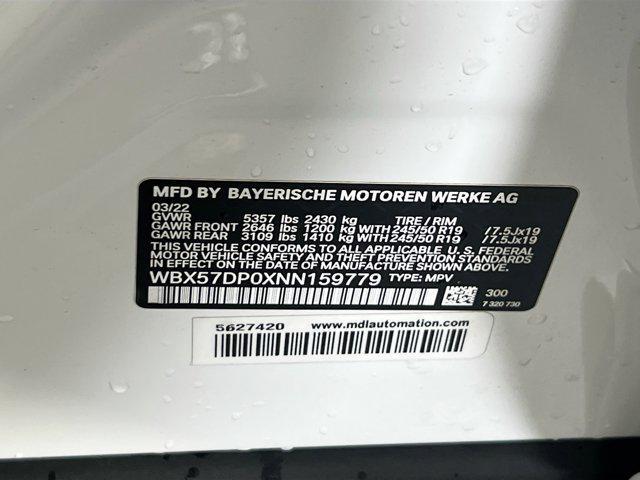 MFD BY BAYERISCHE MOTOREN WERKE AG
03/22
GVWR 5357 lbs 2430 kg TIRE / RIM
GAWR FRONT 2646 lbs 1200 kg WITH 245/50 R19 /7.5Jx19
GAWR REAR 3109 lbs 1410 kg WITH 245/50 R19 /7.5Jx19
THIS VEHICLE CONFORMS TO ALL APPLICABLE U. S. FEDERAL
MOTOR VEHICLE SAFETY AND BUMPER STANDARDS IN EFFECT
ON THE DATE OF MANUFACTURE SHOWN ABOVE.
WBX57DP0XNN159779 TYPE: MPV
300
7 320 730
5627420 www.mdlautomation.com